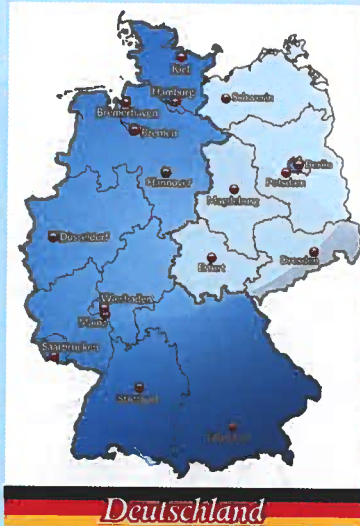 Kiel
Hamburg
Schwerin
Bremerhaven
Bremen
Berlin
Potsdam
Hannover
Magdeburg
Düsseldorf
Erfurt
Dresden
Wiesbaden
Mainz
Saarbrücken
Stuttgart
München
Deutschland